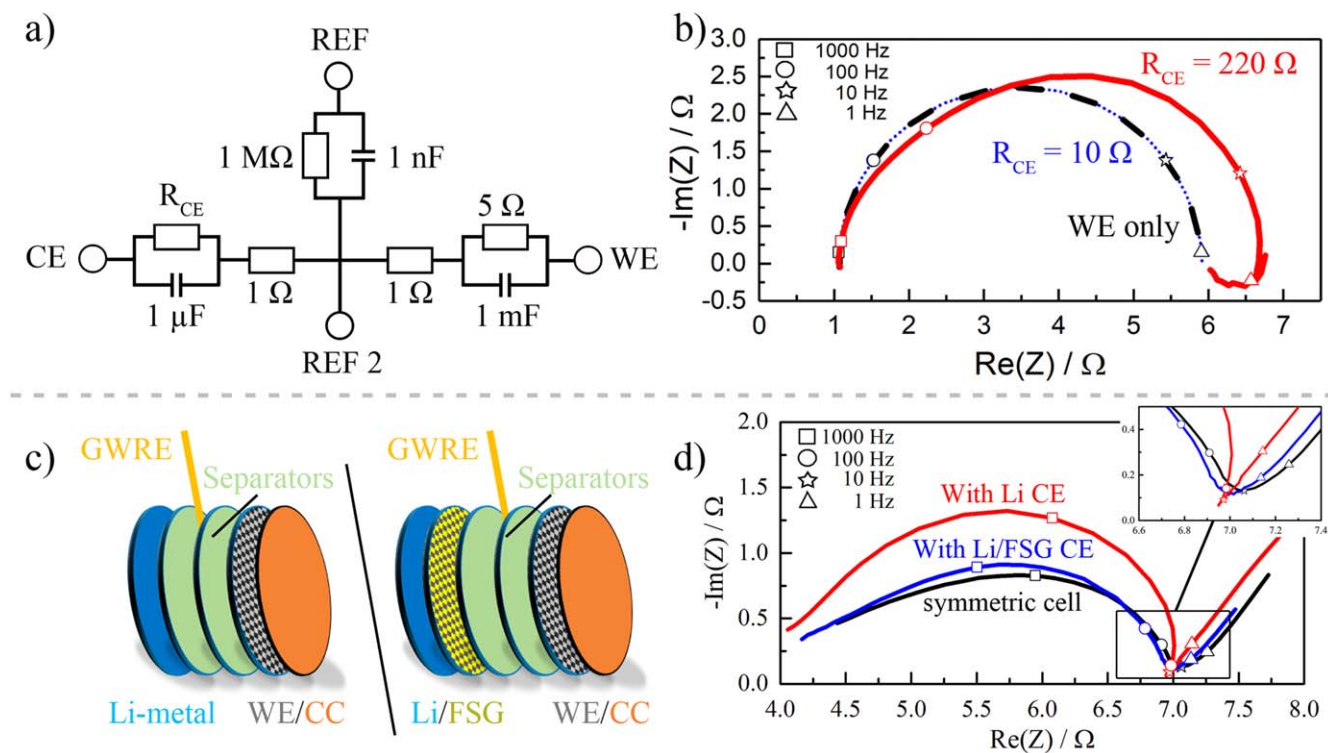 a)
REF
1 MΩ
1 nF
R_CE
5 Ω
CE
WE
1 Ω
1 Ω
1 µF
1 mF
REF 2
b)
3.0
2.5
2.0
1.5
1.0
0.5
0.0
-0.5
-Im(Z) / Ω
1000 Hz
100 Hz
10 Hz
1 Hz
R_CE = 220 Ω
R_CE = 10 Ω
WE only
0 1 2 3 4 5 6 7
Re(Z) / Ω
c)
GWRE
Separators
GWRE
Separators
Li-metal
WE/CC
Li/FSG
WE/CC
d)
2.0
1.5
1.0
0.5
0.0
-Im(Z) / Ω
1000 Hz
100 Hz
10 Hz
1 Hz
With Li CE
With Li/FSG CE
symmetric cell
0.4
0.2
0.0
6.6 6.8 7.0 7.2 7.4
4.0 4.5 5.0 5.5 6.0 6.5 7.0 7.5 8.0
Re(Z) / Ω